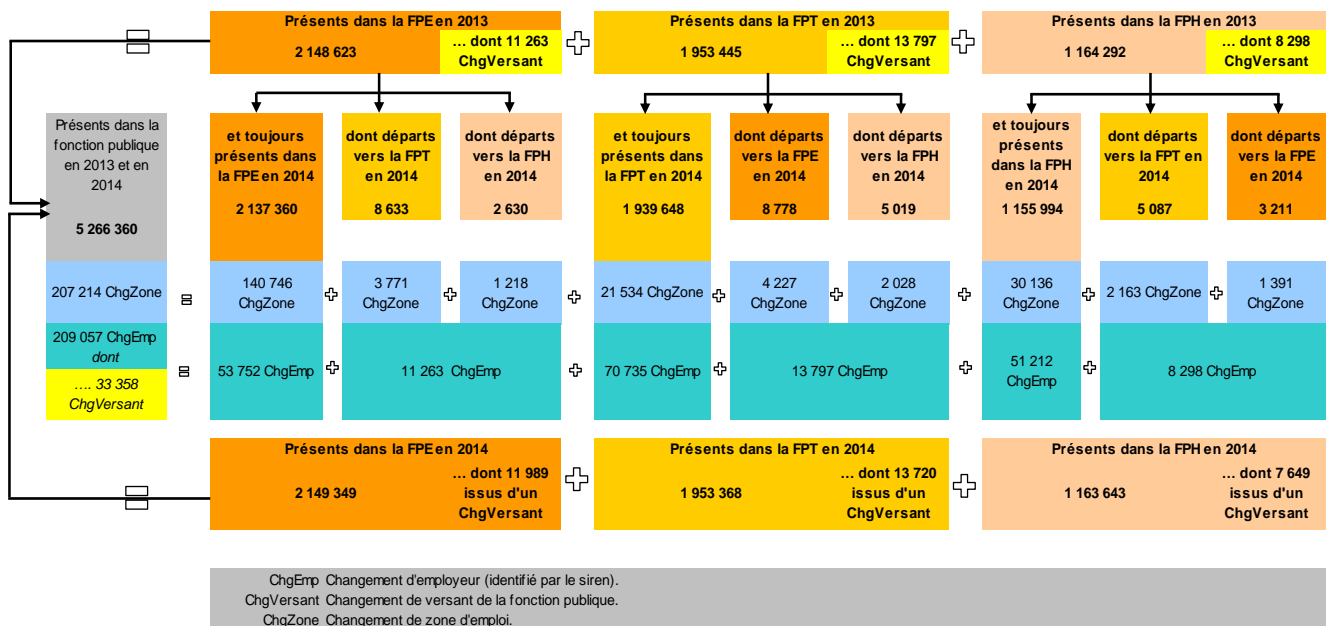 Présents dans la FPE en 2013
2 148 623
… dont 11 263
ChgVersant
Présents dans la FPT en 2013
1 953 445
… dont 13 797
ChgVersant
Présents dans la FPH en 2013
1 164 292
… dont 8 298
ChgVersant
Présents dans la
fonction publique
en 2013 et en
2014
5 266 360
et toujours
présents dans
la FPE en 2014
2 137 360
dont départs
vers la FPT
en 2014
8 633
dont départs
vers la FPH
en 2014
2 630
et toujours
présents dans
la FPT en 2014
1 939 648
dont départs
vers la FPE
en 2014
8 778
dont départs
vers la FPH
en 2014
5 019
et toujours
présents
dans la FPH
en 2014
1 155 994
dont départs
vers la FPT en
2014
5 087
dont départs
vers la FPE
en 2014
3 211
207 214 ChgZone
140 746
ChgZone
3 771
ChgZone
1 218
ChgZone
21 534 ChgZone
4 227
ChgZone
2 028
ChgZone
30 136
ChgZone
2 163 ChgZone
1 391
ChgZone
209 057 ChgEmp
dont
.... 33 358
ChgVersant
53 752 ChgEmp
11 263 ChgEmp
70 735 ChgEmp
13 797 ChgEmp
51 212
ChgEmp
8 298 ChgEmp
Présents dans la FPE en 2014
2 149 349
… dont 11 989
issus d'un
ChgVersant
Présents dans la FPT en 2014
1 953 368
… dont 13 720
issus d'un
ChgVersant
Présents dans la FPH en 2014
1 163 643
… dont 7 649
issus d'un
ChgVersant
ChgEmp Changement d'employeur (identifié par le siren).
ChgVersant Changement de versant de la fonction publique.
ChgZone Changement de zone d'emploi.